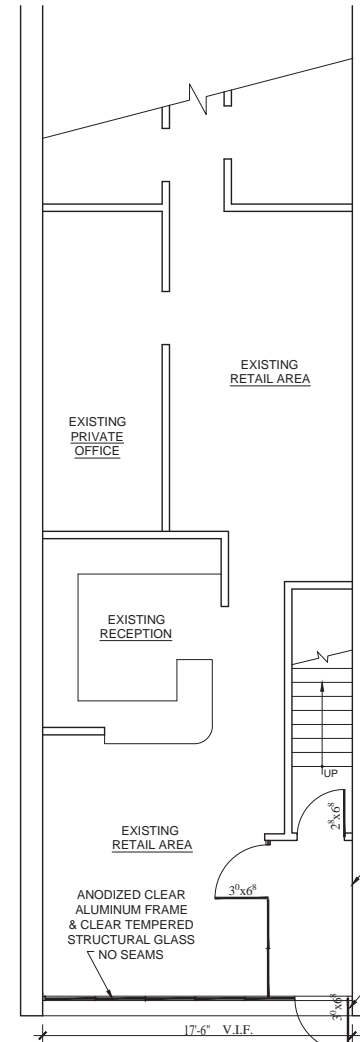 EXISTING
RETAIL AREA
EXISTING
PRIVATE
OFFICE
EXISTING
RECEPTION
UP
2⁸x6⁸
EXISTING
RETAIL AREA
3⁰x6⁸
ANODIZED CLEAR
ALUMINUM FRAME
& CLEAR TEMPERED
STRUCTURAL GLASS
NO SEAMS
3⁰x6⁸
17'-6" V.I.F.